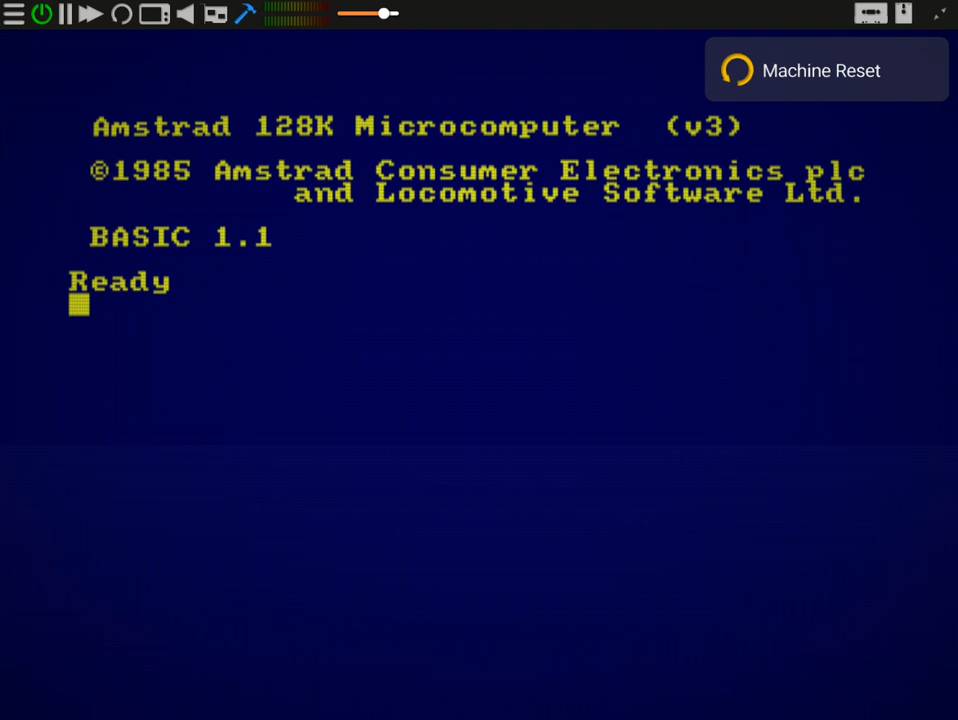 Machine Reset
Amstrad 128K Microcomputer (v3)
©1985 Amstrad Consumer Electronics plc
and Locomotive Software Ltd.
BASIC 1.1
Ready